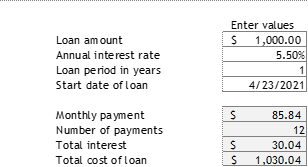 Enter values
Loan amount $ 1,000.00
Annual interest rate 5.50%
Loan period in years 1
Start date of loan 4/23/2021
Monthly payment $ 85.84
Number of payments 12
Total interest $ 30.04
Total cost of loan $ 1,030.04